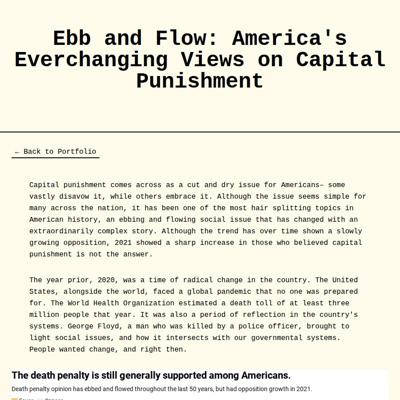 Ebb and Flow: America's
Everchanging Views on Capital
Punishment
← Back to Portfolio
Capital punishment comes across as a cut and dry issue for Americans– some
vastly disavow it, while others embrace it. Although the issue seems simple for
many across the nation, it has been one of the most hair splitting topics in
American history, an ebbing and flowing social issue that has changed with an
extraordinarily complex story. Although the trend has over time shown a slowly
growing opposition, 2021 showed a sharp increase in those who believed capital
punishment is not the answer.
The year prior, 2020, was a time of radical change in the country. The United
States, alongside the world, faced a global pandemic that no one was prepared
for. The World Health Organization estimated a death toll of at least three
million people that year. It was also a period of reflection in the country's
systems. George Floyd, a man who was killed by a police officer, brought to
light social issues, and how it intersects with our governmental systems.
People wanted change, and right then.
The death penalty is still generally supported among Americans.
Death penalty opinion has ebbed and flowed throughout the last 50 years, but had opposition growth in 2021.